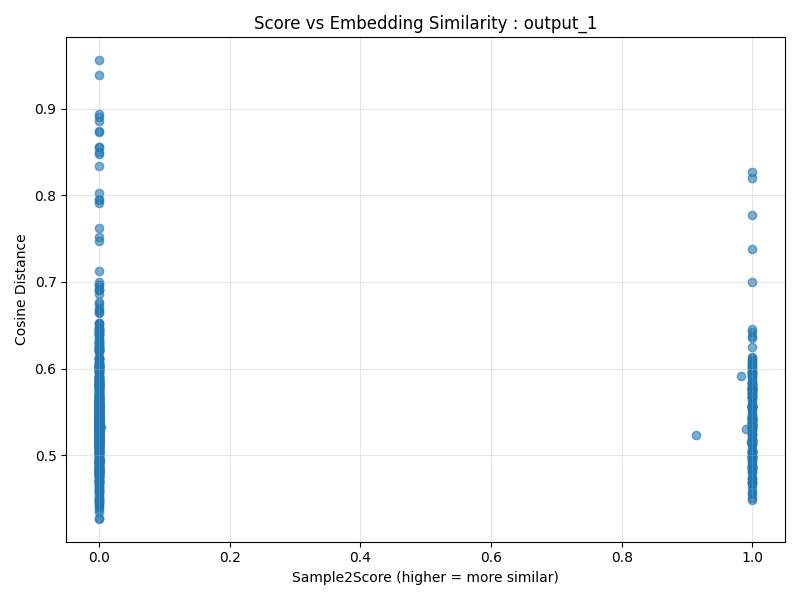 Score vs Embedding Similarity : output_1
Cosine Distance
0.9
0.8
0.7
0.6
0.5
0.0 0.2 0.4 0.6 0.8 1.0
Sample2Score (higher = more similar)